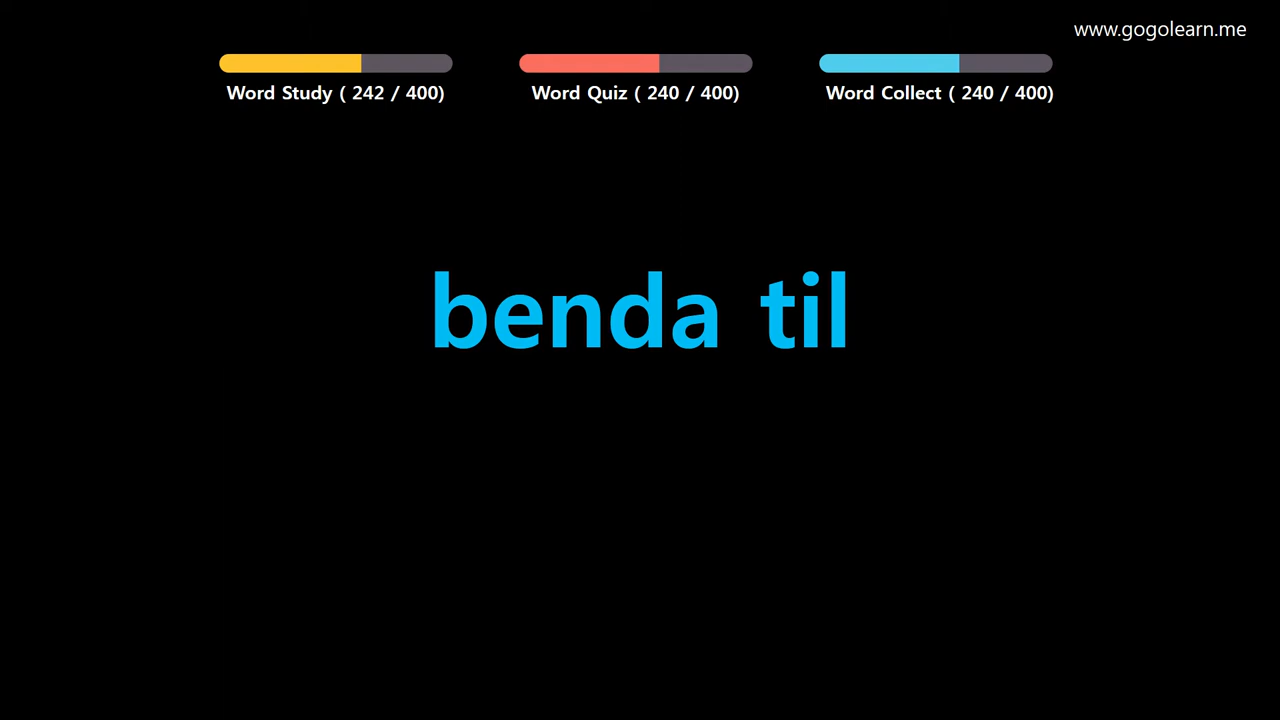 www.gogolearn.me
Word Study ( 242 / 400)
Word Quiz ( 240 / 400)
Word Collect ( 240 / 400)
benda til